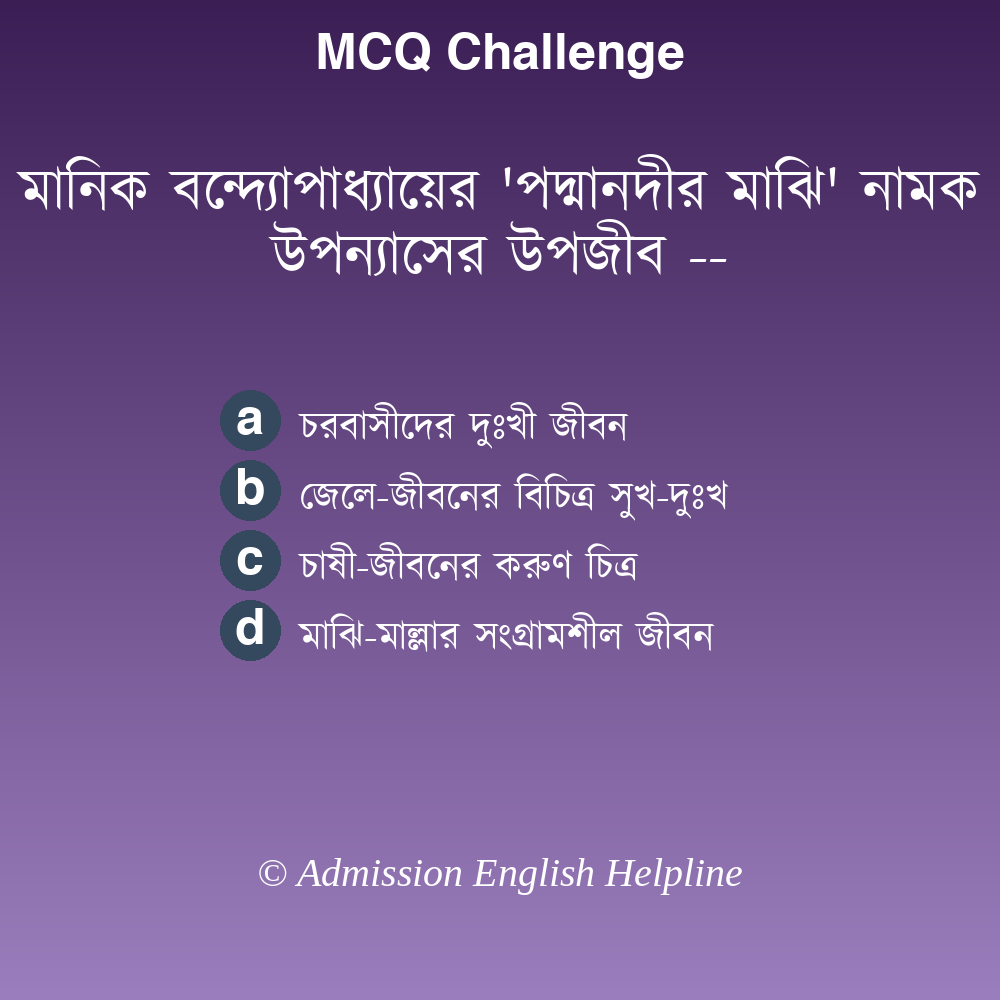 MCQ Challenge
মানিক বন্দ্যোপাধ্যায়ের 'পদ্মানদীর মাঝি' নামক
উপন্যাসের উপজীব --
a চরবাসীদের দুঃখী জীবন
b জেলে-জীবনের বিচিত্র সুখ-দুঃখ
c চাষী-জীবনের করুণ চিত্র
d মাঝি-মাল্লার সংগ্রামশীল জীবন
© Admission English Helpline